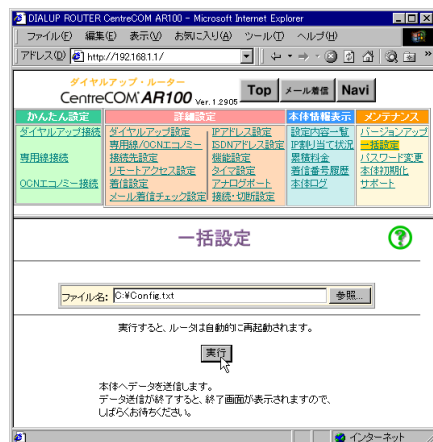 DIALUP ROUTER CentreCOM AR100 - Microsoft Internet Explorer
ファイル(F) 編集(E) 表示(V) お気に入り(A) ツール(T) ヘルプ(H)
アドレス(D) http://192.168.1.1/
ダイヤルアップ・ルーター
CentreCOM AR100 Ver. 1.2905
Top メール着信 Navi
かんたん設定 詳細設定 本体情報表示 メンテナンス
ダイヤルアップ接続 ダイヤルアップ設定 IPアドレス設定 設定内容一覧 バージョンアップ
専用線/OCNエコノミー ISDNアドレス設定 IP割り当て状況 一括設定
専用線接続 接続先設定 機能設定 累積料金 パスワード変更
リモートアクセス設定 タイマ設定 着信番号履歴 本体初期化
OCNエコノミー接続 着信設定 アナログポート 本体ログ サポート
メール着信チェック設定 接続・切断設定
一括設定
ファイル名: C:¥Config.txt 参照...
実行すると、ルータは自動的に再起動されます。
実行
本体へデータを送信します。
データ送信が終了すると、終了画面が表示されますので、
しばらくお待ちください。
インターネット